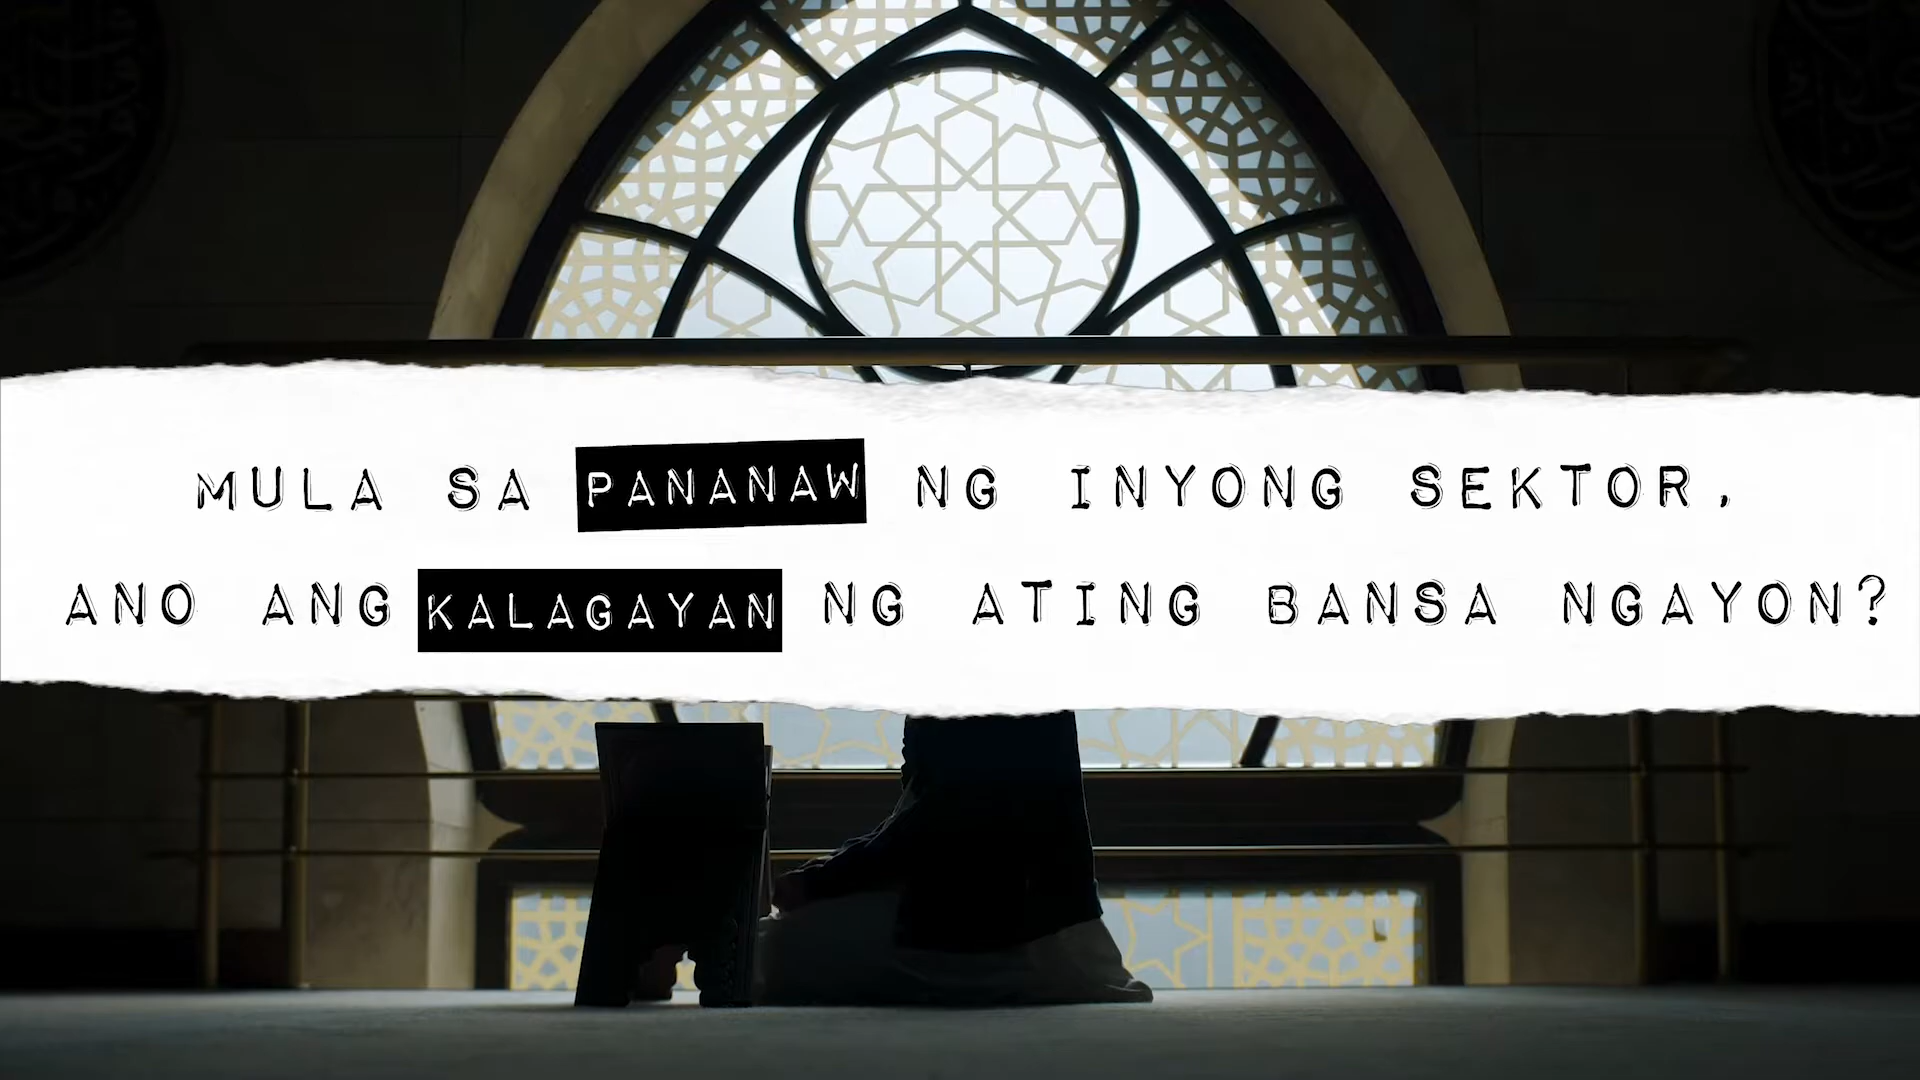 MULA SA PANANAW NG INYONG SEKTOR,
ANO ANG KALAGAYAN NG ATING BANSA NGAYON?